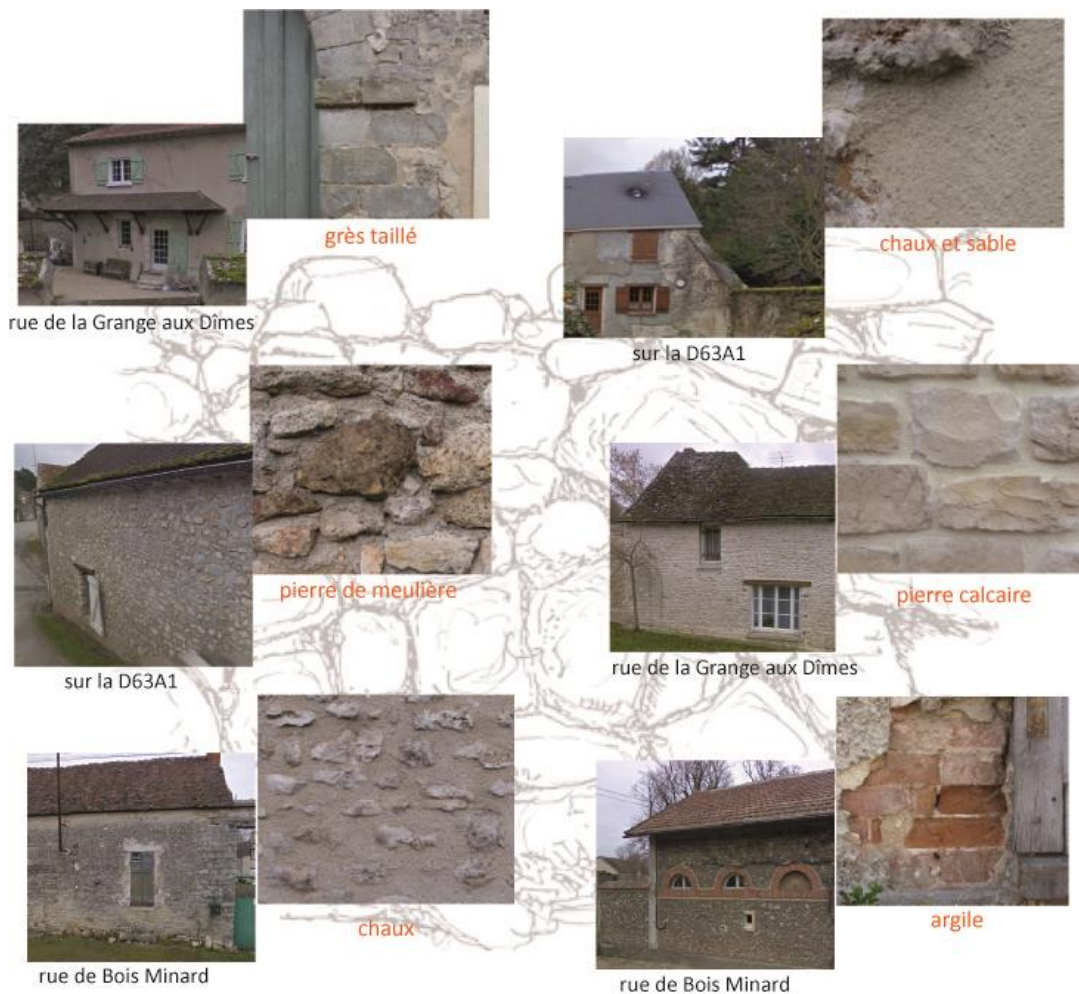 grès taillé
chaux et sable
rue de la Grange aux Dîmes
sur la D63A1
pierre de meulière
pierre calcaire
sur la D63A1
rue de la Grange aux Dîmes
chaux
argile
rue de Bois Minard
rue de Bois Minard